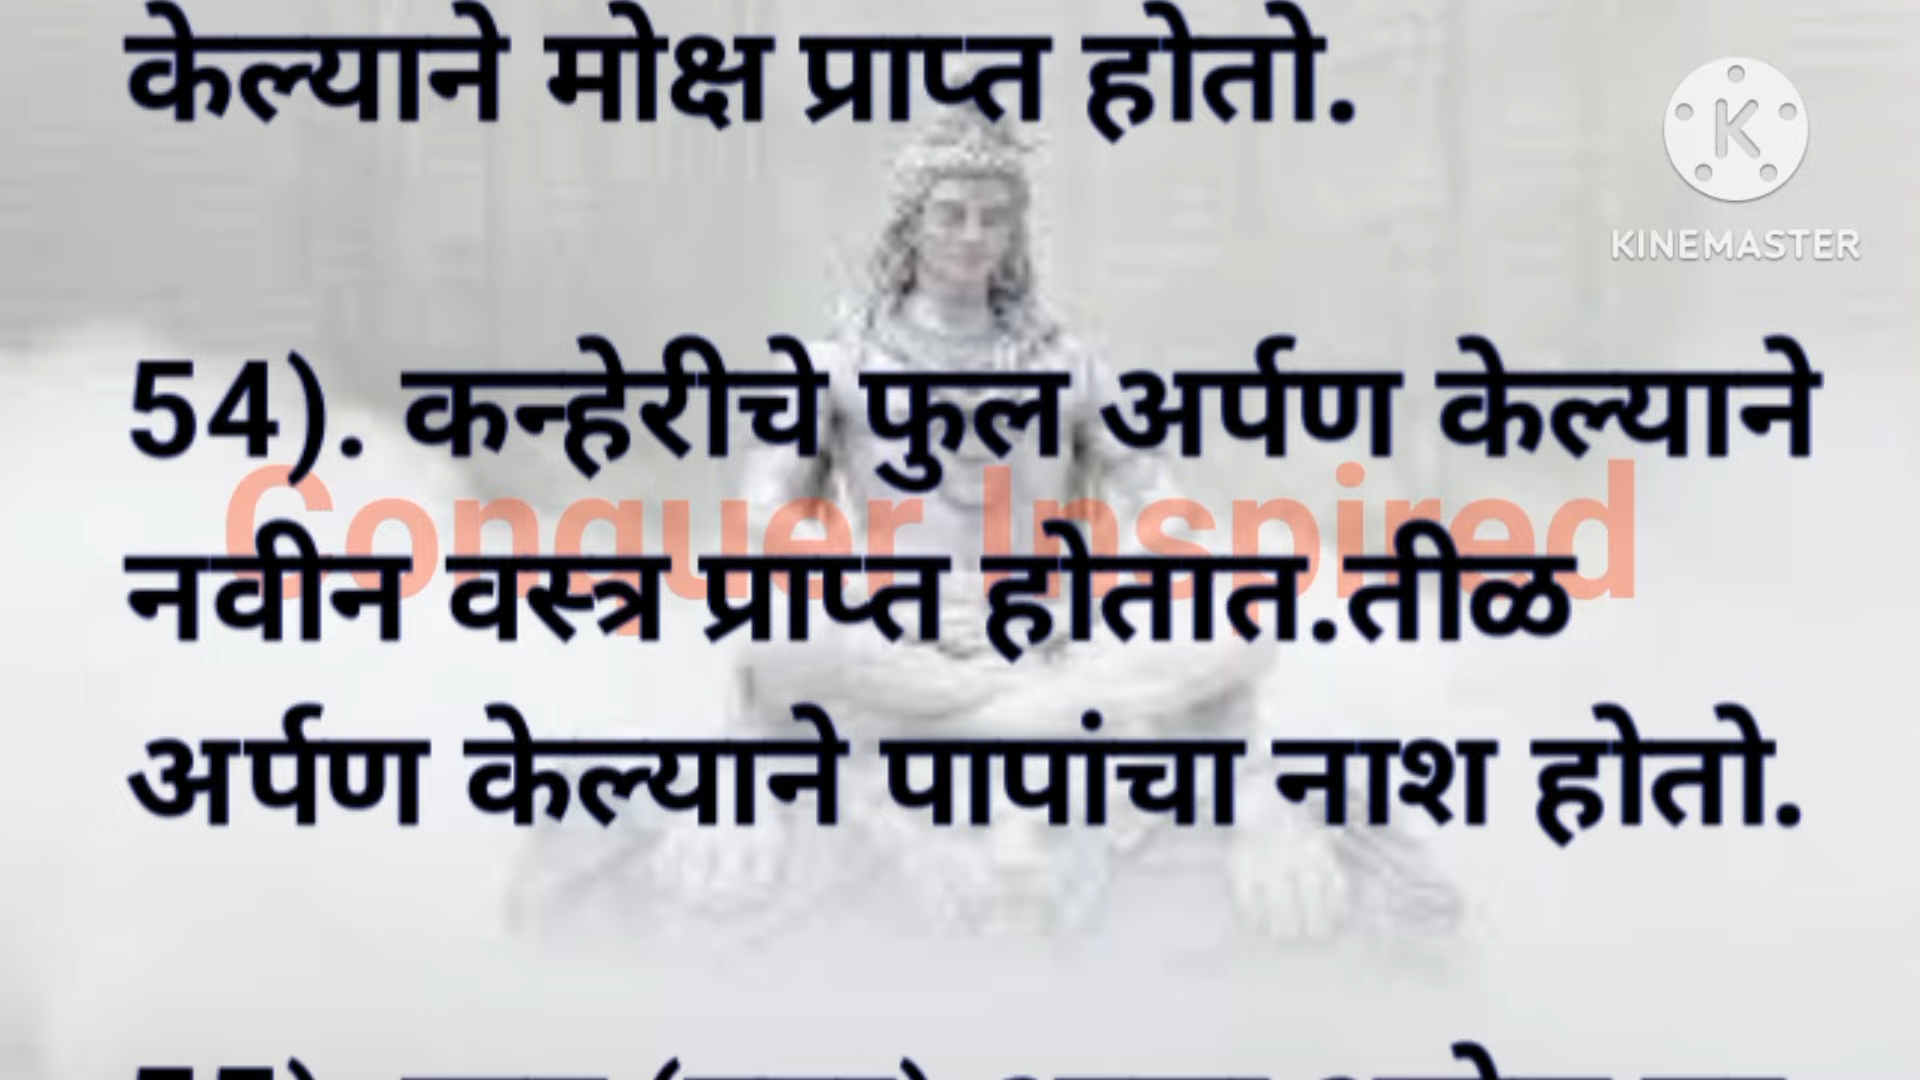 केल्याने मोक्ष प्राप्त होतो.
KINEMASTER
54). कन्हेरीचे फुल अर्पण केल्याने
Conquer Inspired
नवीन वस्त्र प्राप्त होतात.तीळ
अर्पण केल्याने पापांचा नाश होतो.